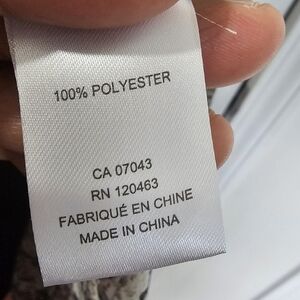 100% POLYESTER
CA 07043
RN 120463
FABRIQUÉ EN CHINE
MADE IN CHINA